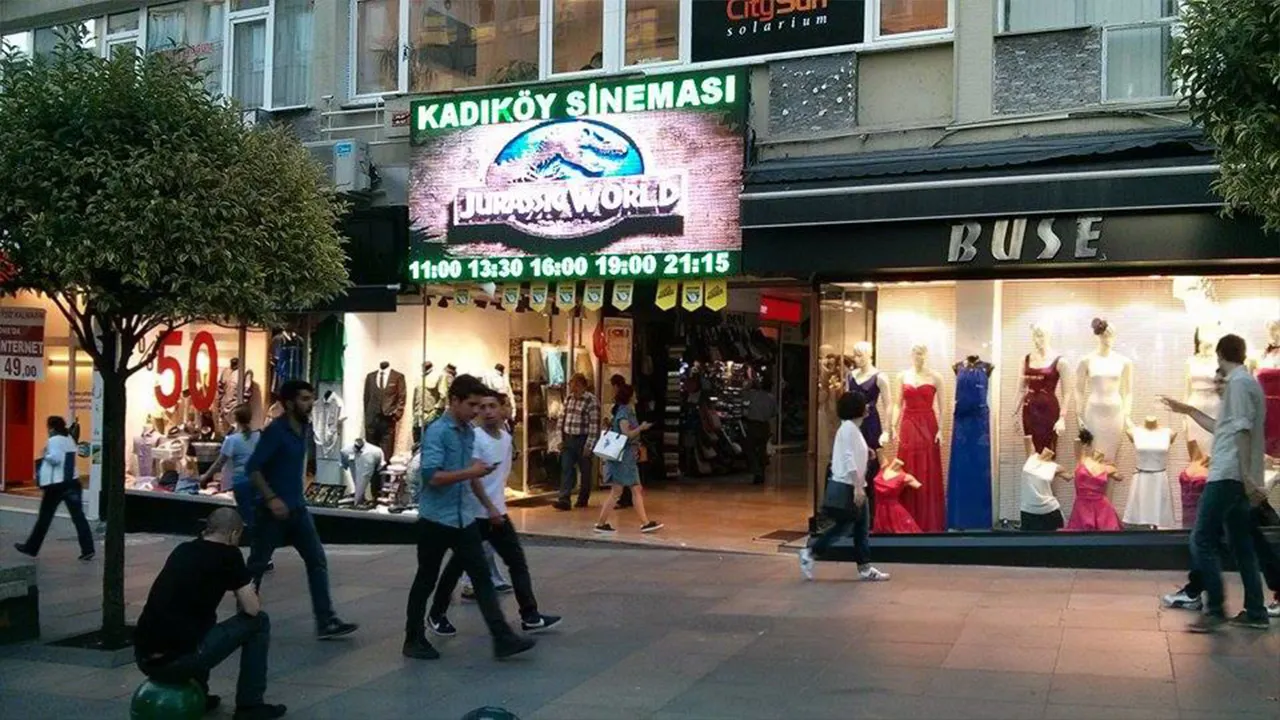 CitySun
solarium
KADIKÖY SİNEMASI
JURASSIC WORLD
11:00 13:30 16:00 19:00 21:15
BUSE
INTERNET
49,00
%50